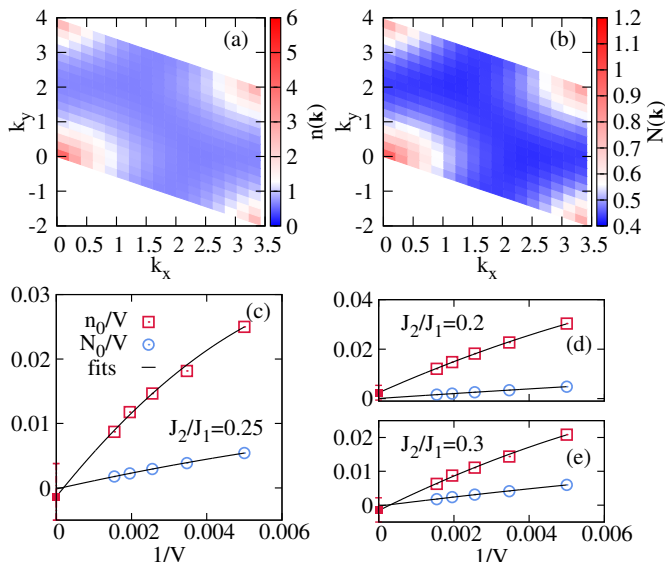 (a)
4
3
2
1
0
-1
-2
k_y
0 0.5 1 1.5 2 2.5 3 3.5
k_x
6
5
4
3
2
1
0
n(k)
(b)
4
3
2
1
0
-1
-2
k_y
0 0.5 1 1.5 2 2.5 3 3.5
k_x
1.2
1.1
1
0.9
0.8
0.7
0.6
0.5
0.4
N(k)
0.03
0.02
0.01
0
(c)
n₀/V
N₀/V
fits
J₂/J₁=0.25
0 0.002 0.004 0.006
1/V
0.04
0.02
0
J₂/J₁=0.2
(d)
0.02
0.01
0
J₂/J₁=0.3
(e)
0 0.002 0.004 0.006
1/V